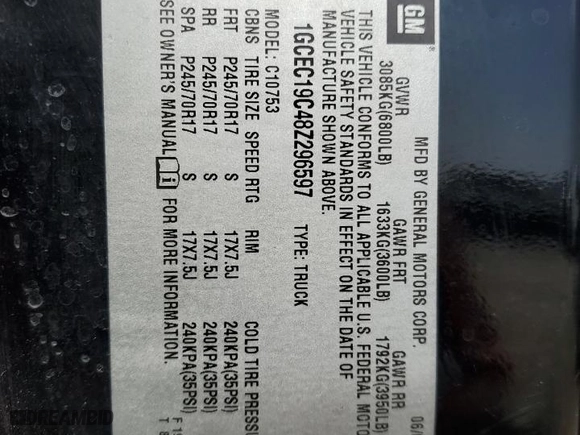 GM ®
MFD BY GENERAL MOTORS CORP. 06/
GVWR GAWR FRT GAWR RR
3085KG(6800LB) 1633KG(3600LB) 1792KG(3950LB)
THIS VEHICLE CONFORMS TO ALL APPLICABLE U.S. FEDERAL MOTO
VEHICLE SAFETY STANDARDS IN EFFECT ON THE DATE OF
MANUFACTURE SHOWN ABOVE.
1GCEC19C48Z296597 TYPE: TRUCK
MODEL: C10753
CBNS TIRE SIZE SPEED RTG RIM COLD TIRE PRESSU
FRT P245/70R17 S 17X7.5J 240KPA(35PSI)
RR P245/70R17 S 17X7.5J 240KPA(35PSI)
SPA P245/70R17 S 17X7.5J 240KPA(35PSI)
SEE OWNER'S MANUAL i FOR MORE INFORMATION.